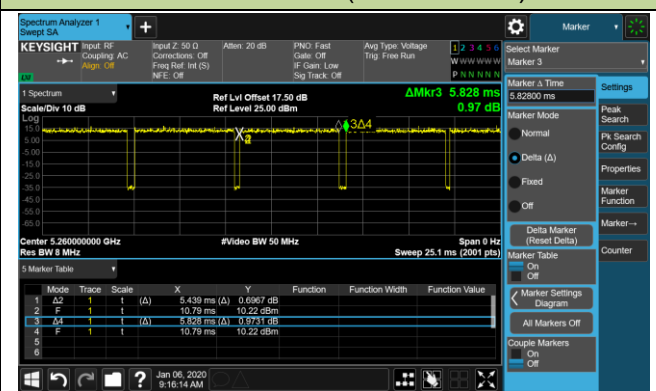 Spectrum Analyzer 1
Swept SA
Marker
KEYSIGHT
Input: RF
Coupling: AC
Align: Off
Input Z: 50 Ω
Corrections: Off
Freq Ref: Int (S)
NFE: Off
Atten: 20 dB
PNO: Fast
Gate: Off
IF Gain: Low
Sig Track: Off
Avg Type: Voltage
Trig: Free Run
1 2 3 4 5 6
W W W W W W
P N N N N N
LXI
Select Marker
Marker 3
1 Spectrum
Scale/Div 10 dB
Ref Lvl Offset 17.50 dB
Ref Level 25.00 dBm
ΔMkr3 5.828 ms
0.97 dB
Log
15.0
5.00
-5.00
-15.0
-25.0
-35.0
-45.0
-55.0
-65.0
3Δ4
Center 5.260000000 GHz
Res BW 8 MHz
#Video BW 50 MHz
Span 0 Hz
Sweep 25.1 ms (2001 pts)
5 Marker Table
Mode Trace Scale X Y Function Function Width Function Value
1 Δ2 1 t (Δ) 5.439 ms (Δ) 0.6967 dB
2 F 1 t 10.79 ms 10.22 dBm
3 Δ4 1 t (Δ) 5.828 ms (Δ) 0.9731 dB
4 F 1 t 10.79 ms 10.22 dBm
5
6
Marker Δ Time
5.82800 ms
Marker Mode
Normal
Delta (Δ)
Fixed
Off
Delta Marker
(Reset Delta)
Marker Table
On
Off
Marker Settings
Diagram
All Markers Off
Couple Markers
On
Off
Settings
Peak
Search
Pk Search
Config
Properties
Marker
Function
Marker→
Counter
Jan 06, 2020
9:16:14 AM